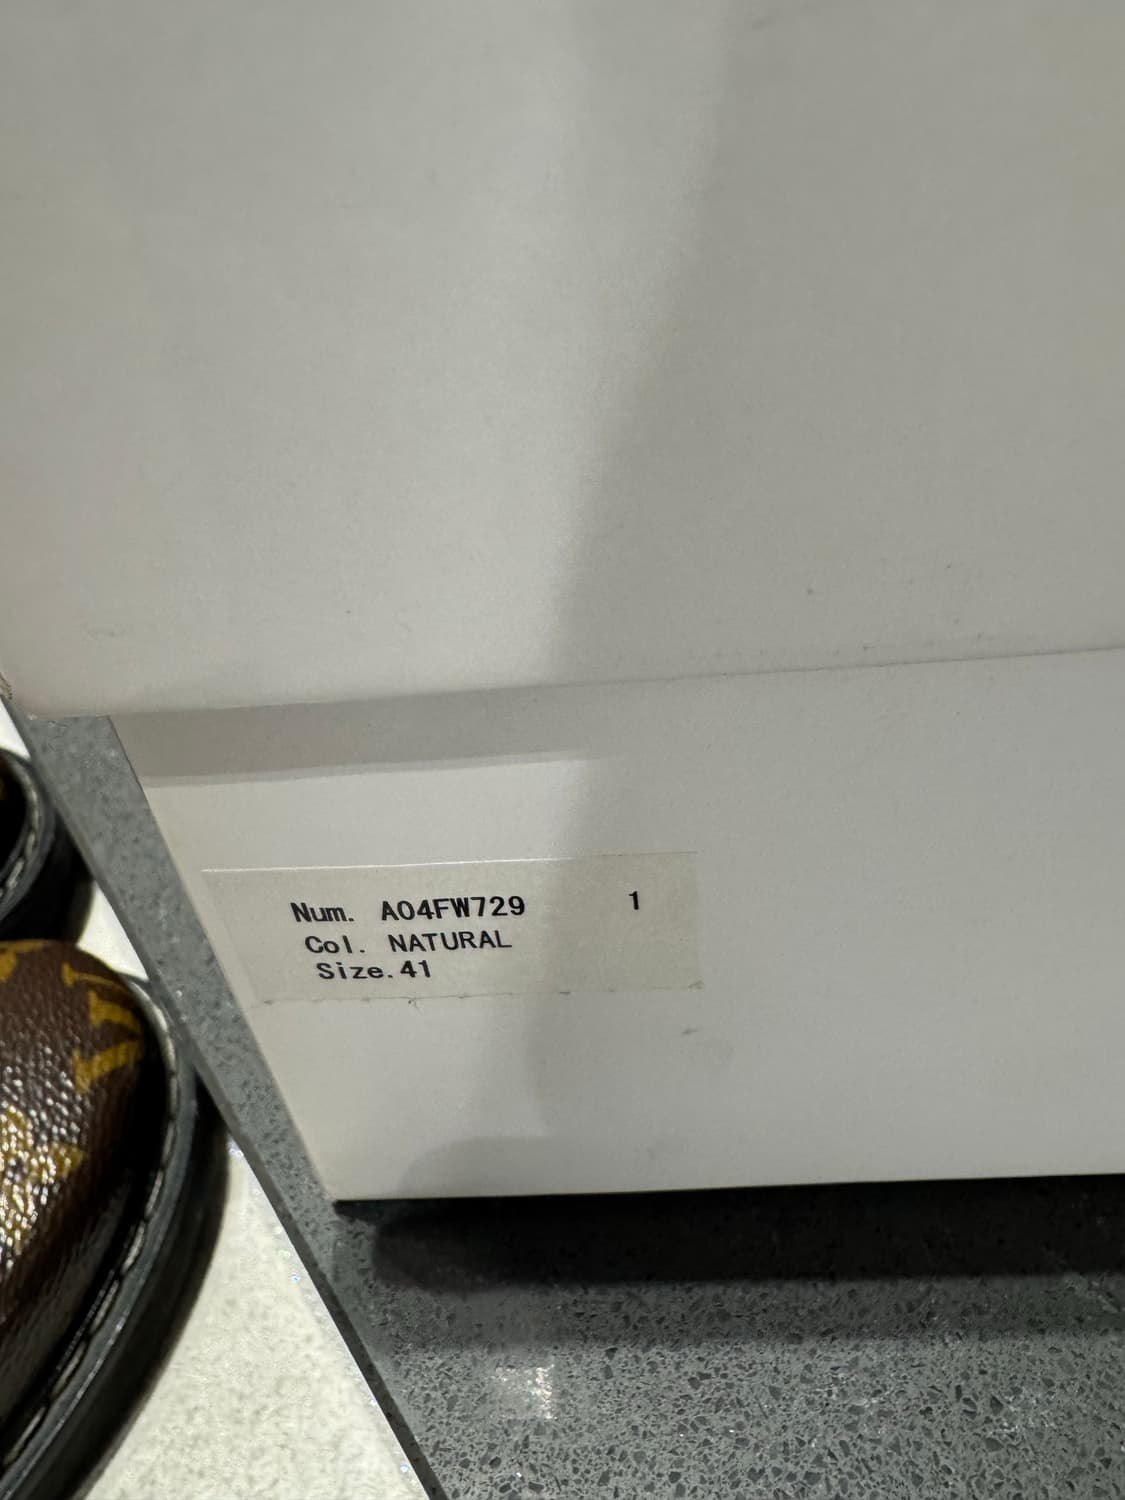 Num. A04FW729 1
Col. NATURAL
Size.41